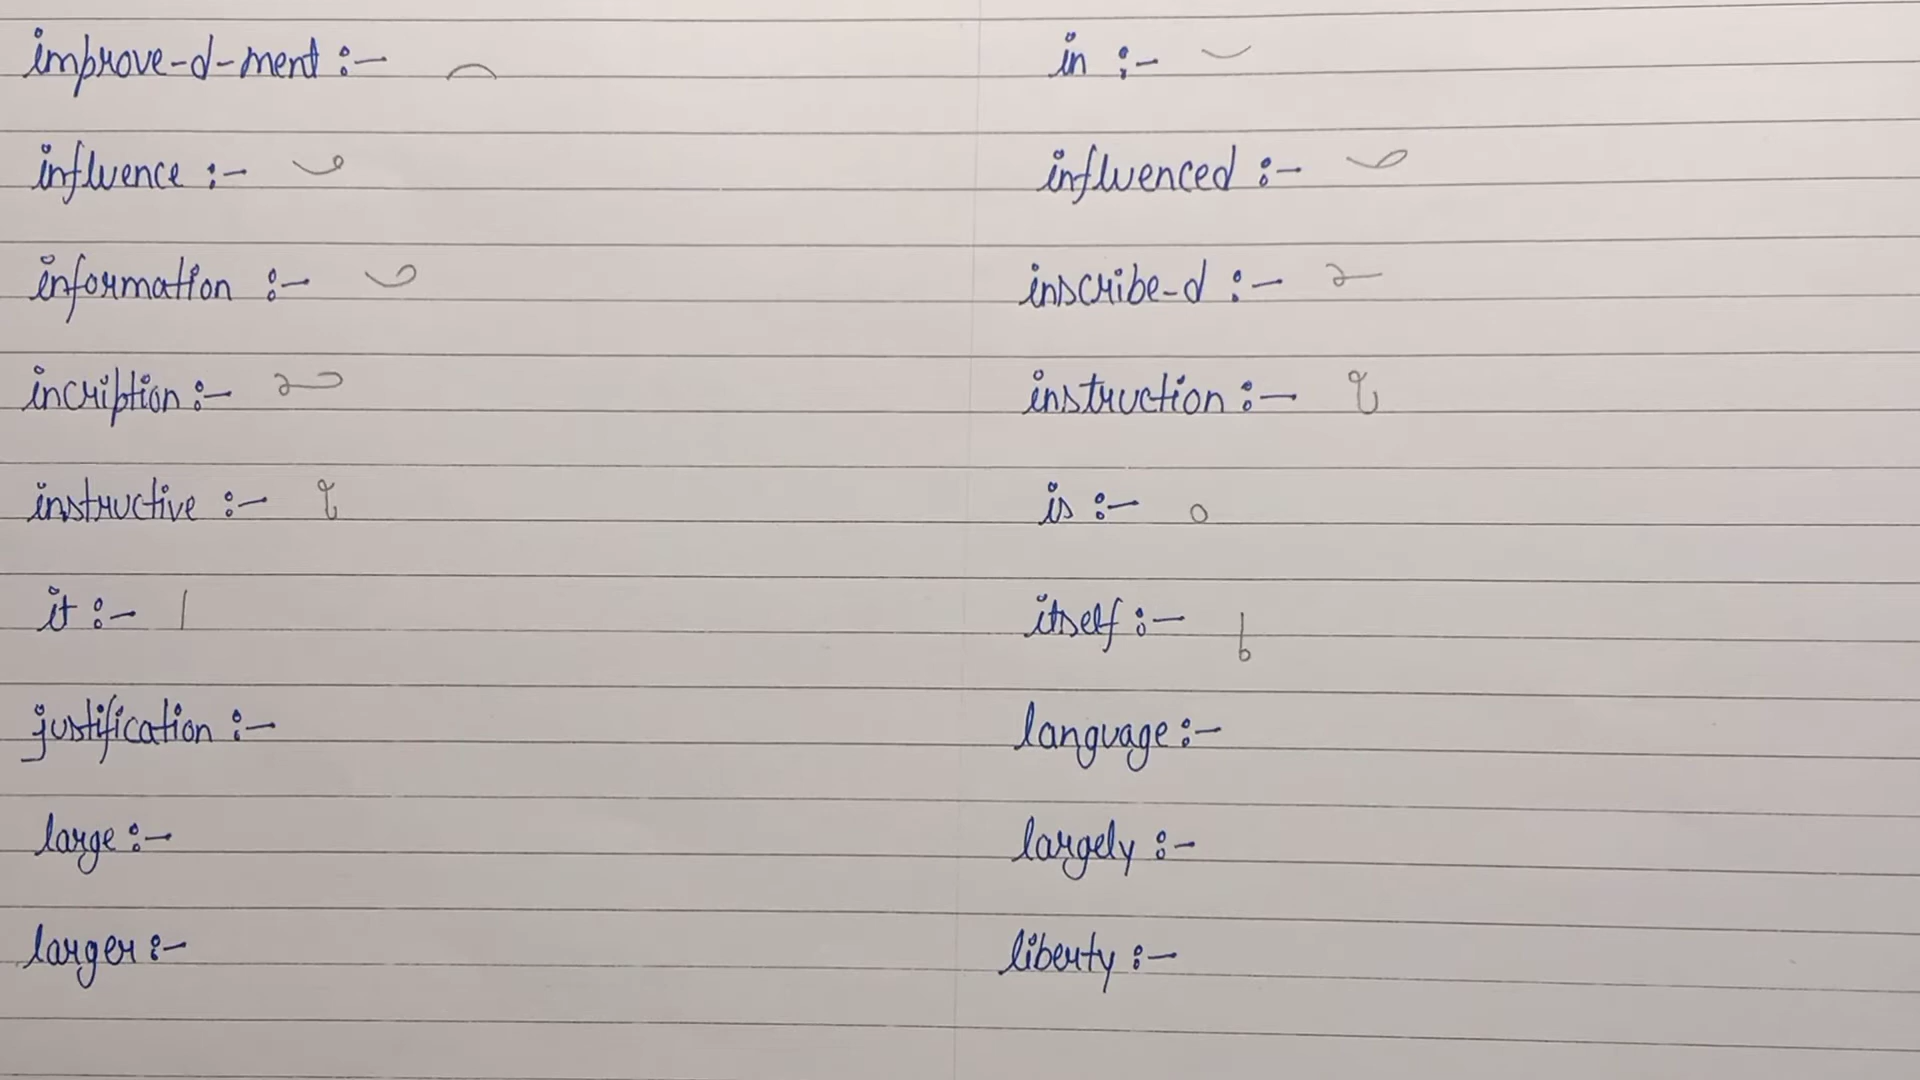 improve-d-ment :-
in :-
influence :-
influenced :-
information :-
inscribe-d :-
incription :-
instruction :-
instructive :-
is :-
it :-
itself :-
justification :-
language :-
large :-
largely :-
larger :-
liberty :-